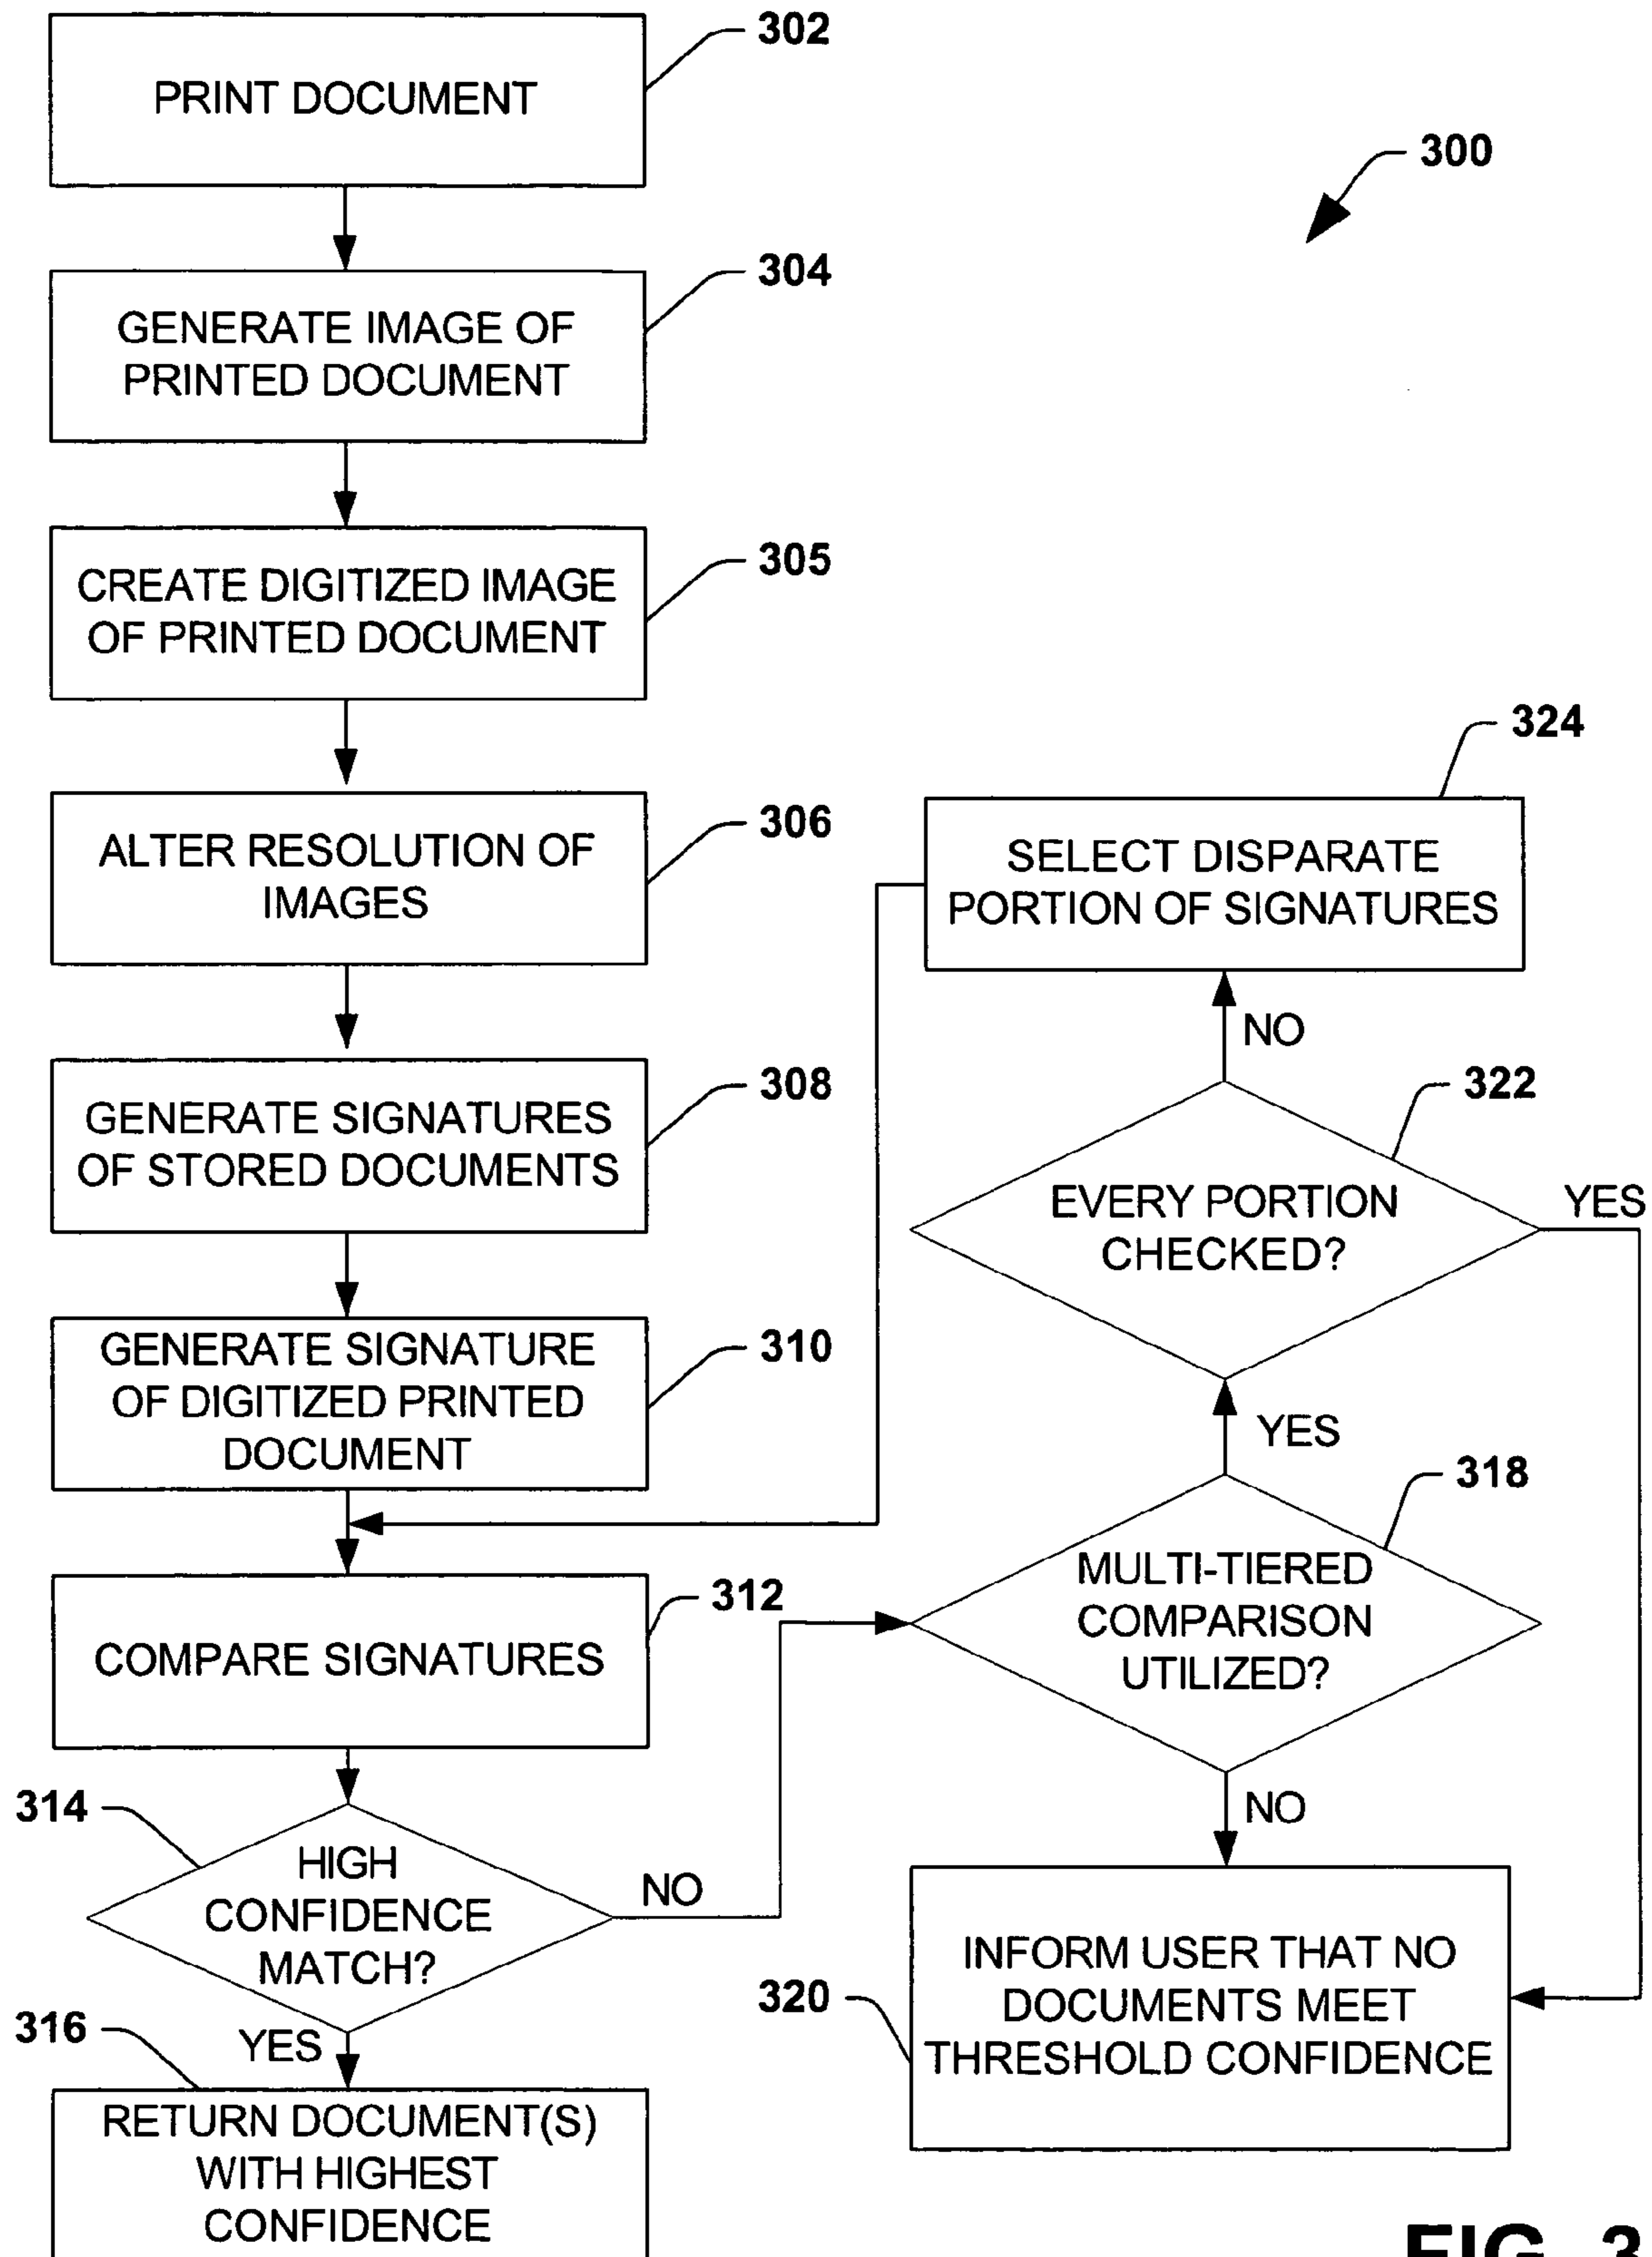 302
PRINT DOCUMENT
300
304
GENERATE IMAGE OF
PRINTED DOCUMENT
305
CREATE DIGITIZED IMAGE
OF PRINTED DOCUMENT
306
ALTER RESOLUTION OF
IMAGES
308
GENERATE SIGNATURES
OF STORED DOCUMENTS
310
GENERATE SIGNATURE
OF DIGITIZED PRINTED
DOCUMENT
312
COMPARE SIGNATURES
314
HIGH
CONFIDENCE
MATCH?
NO
YES
316
RETURN DOCUMENT(S)
WITH HIGHEST
CONFIDENCE
324
SELECT DISPARATE
PORTION OF SIGNATURES
NO
322
EVERY PORTION
CHECKED?
YES
YES
318
MULTI-TIERED
COMPARISON
UTILIZED?
NO
320
INFORM USER THAT NO
DOCUMENTS MEET
THRESHOLD CONFIDENCE
FIG. 3